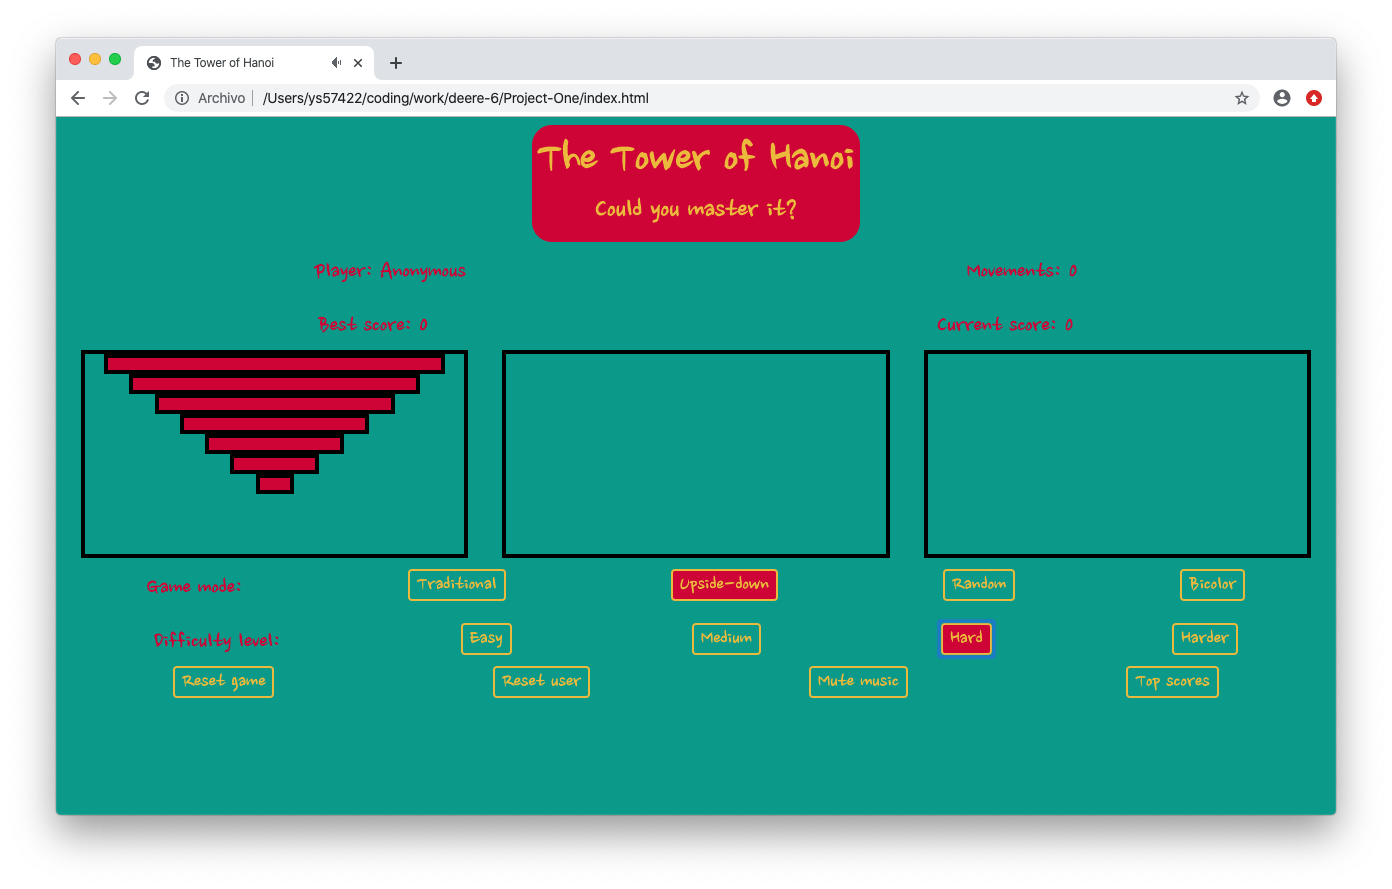 The Tower of Hanoi
Archivo /Users/ys57422/coding/work/deere-6/Project-One/index.html
The Tower of Hanoi
Could you master it?
Player: Anonymous Movements: 0
Best score: 0 Current score: 0
Game mode: Traditional Upside-down Random Bicolor
Difficulty level: Easy Medium Hard Harder
Reset game Reset user Mute music Top scores